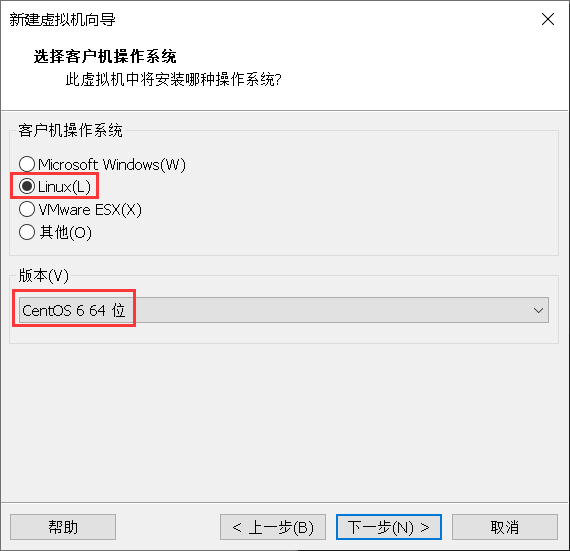 新建虚拟机向导
选择客户机操作系统
此虚拟机中将安装哪种操作系统?
客户机操作系统
Microsoft Windows(W)
Linux(L)
VMware ESX(X)
其他(O)
版本(V)
CentOS 6 64 位
帮助
< 上一步(B)
下一步(N) >
取消